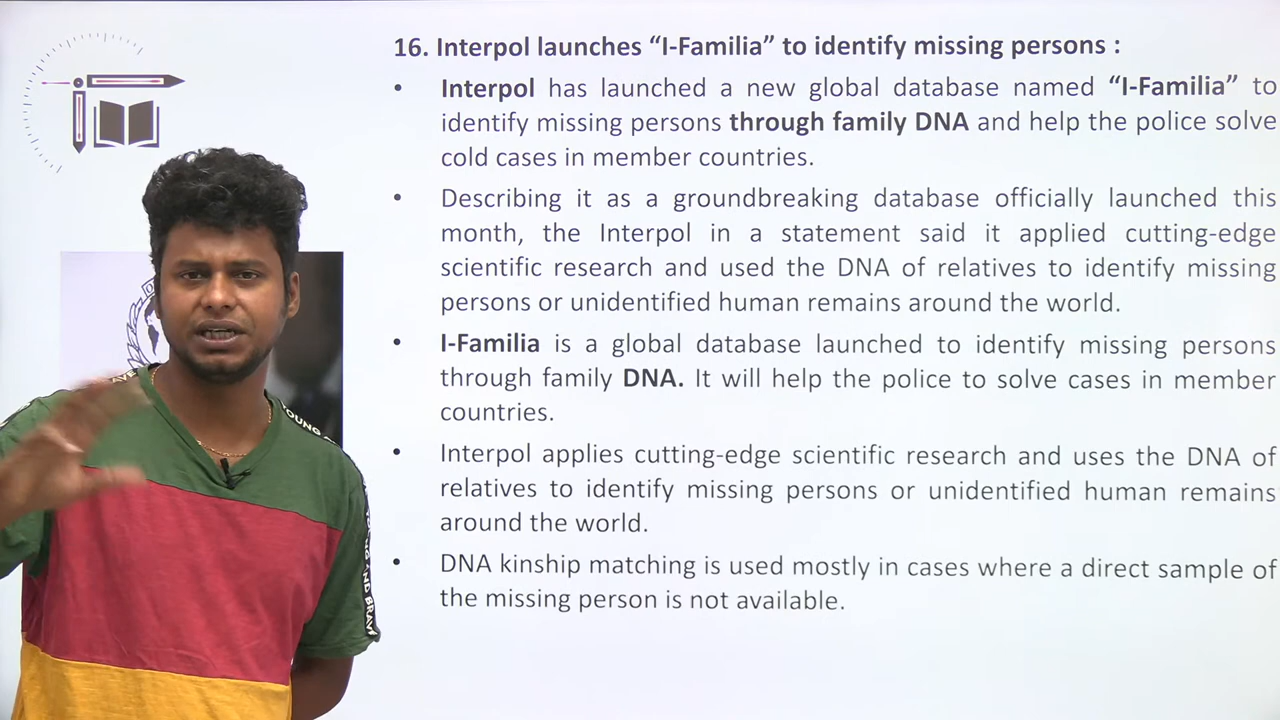 16. Interpol launches “I-Familia” to identify missing persons :
• Interpol has launched a new global database named “I-Familia” to
identify missing persons through family DNA and help the police solve
cold cases in member countries.
• Describing it as a groundbreaking database officially launched this
month, the Interpol in a statement said it applied cutting-edge
scientific research and used the DNA of relatives to identify missing
persons or unidentified human remains around the world.
• I-Familia is a global database launched to identify missing persons
through family DNA. It will help the police to solve cases in member
countries.
• Interpol applies cutting-edge scientific research and uses the DNA of
relatives to identify missing persons or unidentified human remains
around the world.
• DNA kinship matching is used mostly in cases where a direct sample of
the missing person is not available.